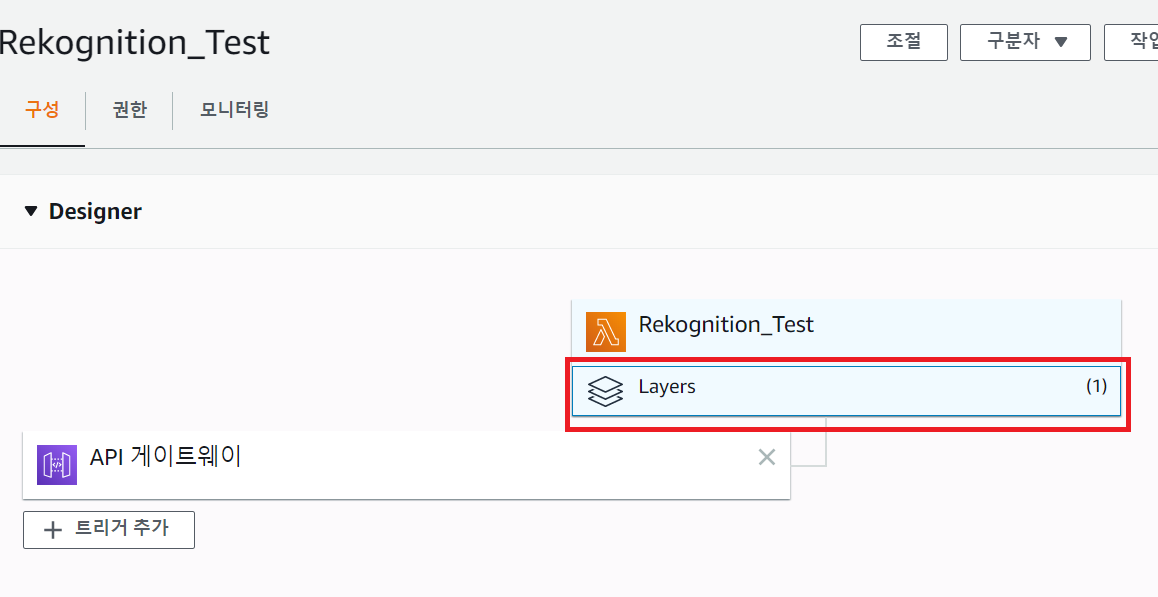 Rekognition_Test
조절
구분자
구성
권한
모니터링
Designer
Rekognition_Test
Layers (1)
API 게이트웨이
트리거 추가